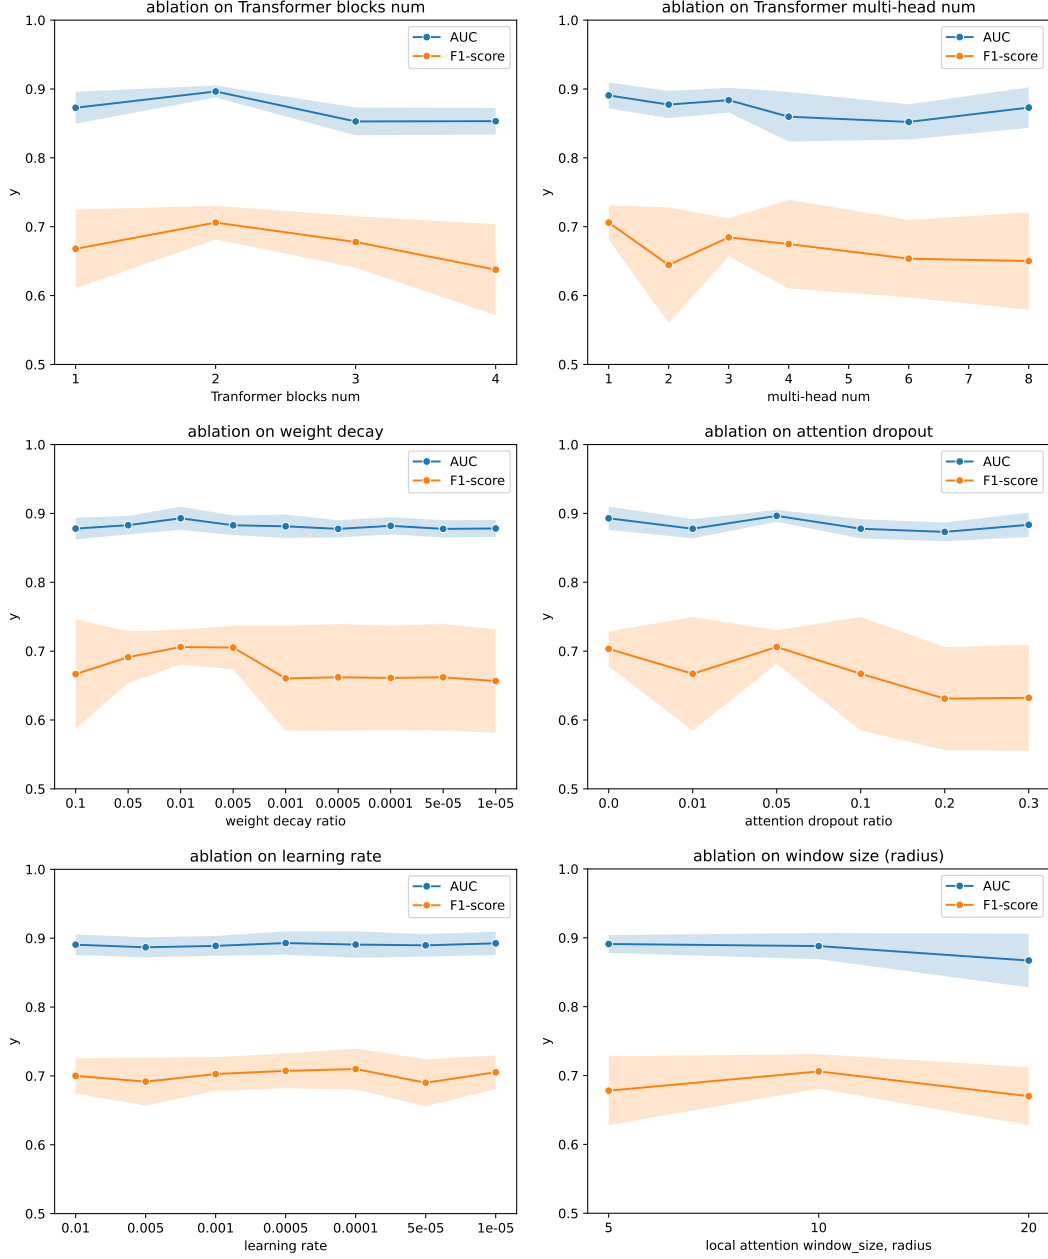 ablation on Transformer blocks num
1.0
0.9
0.8
0.7
0.6
0.5
y
AUC
F1-score
1 2 3 4
Tranformer blocks num
ablation on Transformer multi-head num
1.0
0.9
0.8
0.7
0.6
0.5
y
AUC
F1-score
1 2 3 4 5 6 7 8
multi-head num
ablation on weight decay
1.0
0.9
0.8
0.7
0.6
0.5
y
AUC
F1-score
0.1 0.05 0.01 0.005 0.001 0.0005 0.0001 5e-05 1e-05
weight decay ratio
ablation on attention dropout
1.0
0.9
0.8
0.7
0.6
0.5
y
AUC
F1-score
0.0 0.01 0.05 0.1 0.2 0.3
attention dropout ratio
ablation on learning rate
1.0
0.9
0.8
0.7
0.6
0.5
y
AUC
F1-score
0.01 0.005 0.001 0.0005 0.0001 5e-05 1e-05
learning rate
ablation on window size (radius)
1.0
0.9
0.8
0.7
0.6
0.5
y
AUC
F1-score
5 10 20
local attention window_size, radius